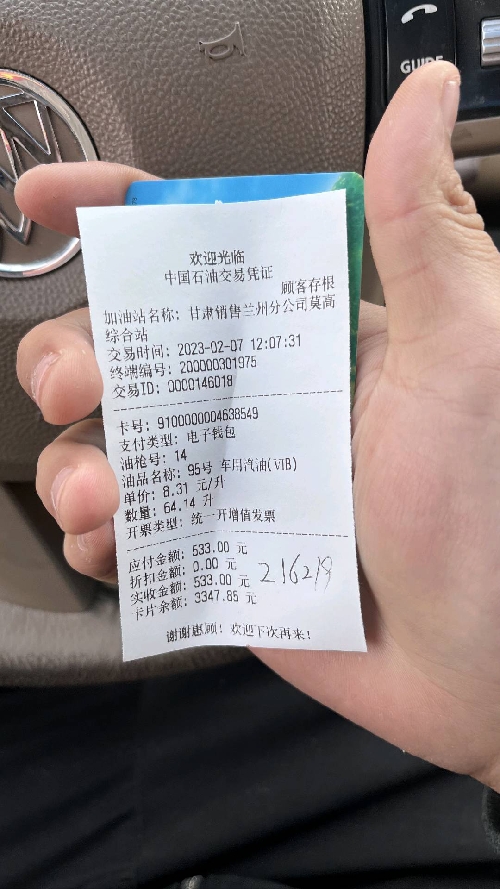 GUIDE
欢迎光临
中国石油交易凭证
顾客存根
加油站名称: 甘肃销售兰州分公司莫高
综合站
交易时间: 2023-02-07 12:07:31
终端编号: 200000301975
交易ID: 0000146018
卡号: 9100000004638549
支付类型: 电子钱包
油枪号: 14
油品名称: 95号 车用汽油(ⅥB)
单价: 8.31 元/升
数量: 64.14 升
开票类型: 统一开增值发票
应付金额: 533.00 元
折扣金额: 0.00 元
实收金额: 533.00 元
卡片余额: 3347.85 元
216219
谢谢惠顾! 欢迎下次再来!